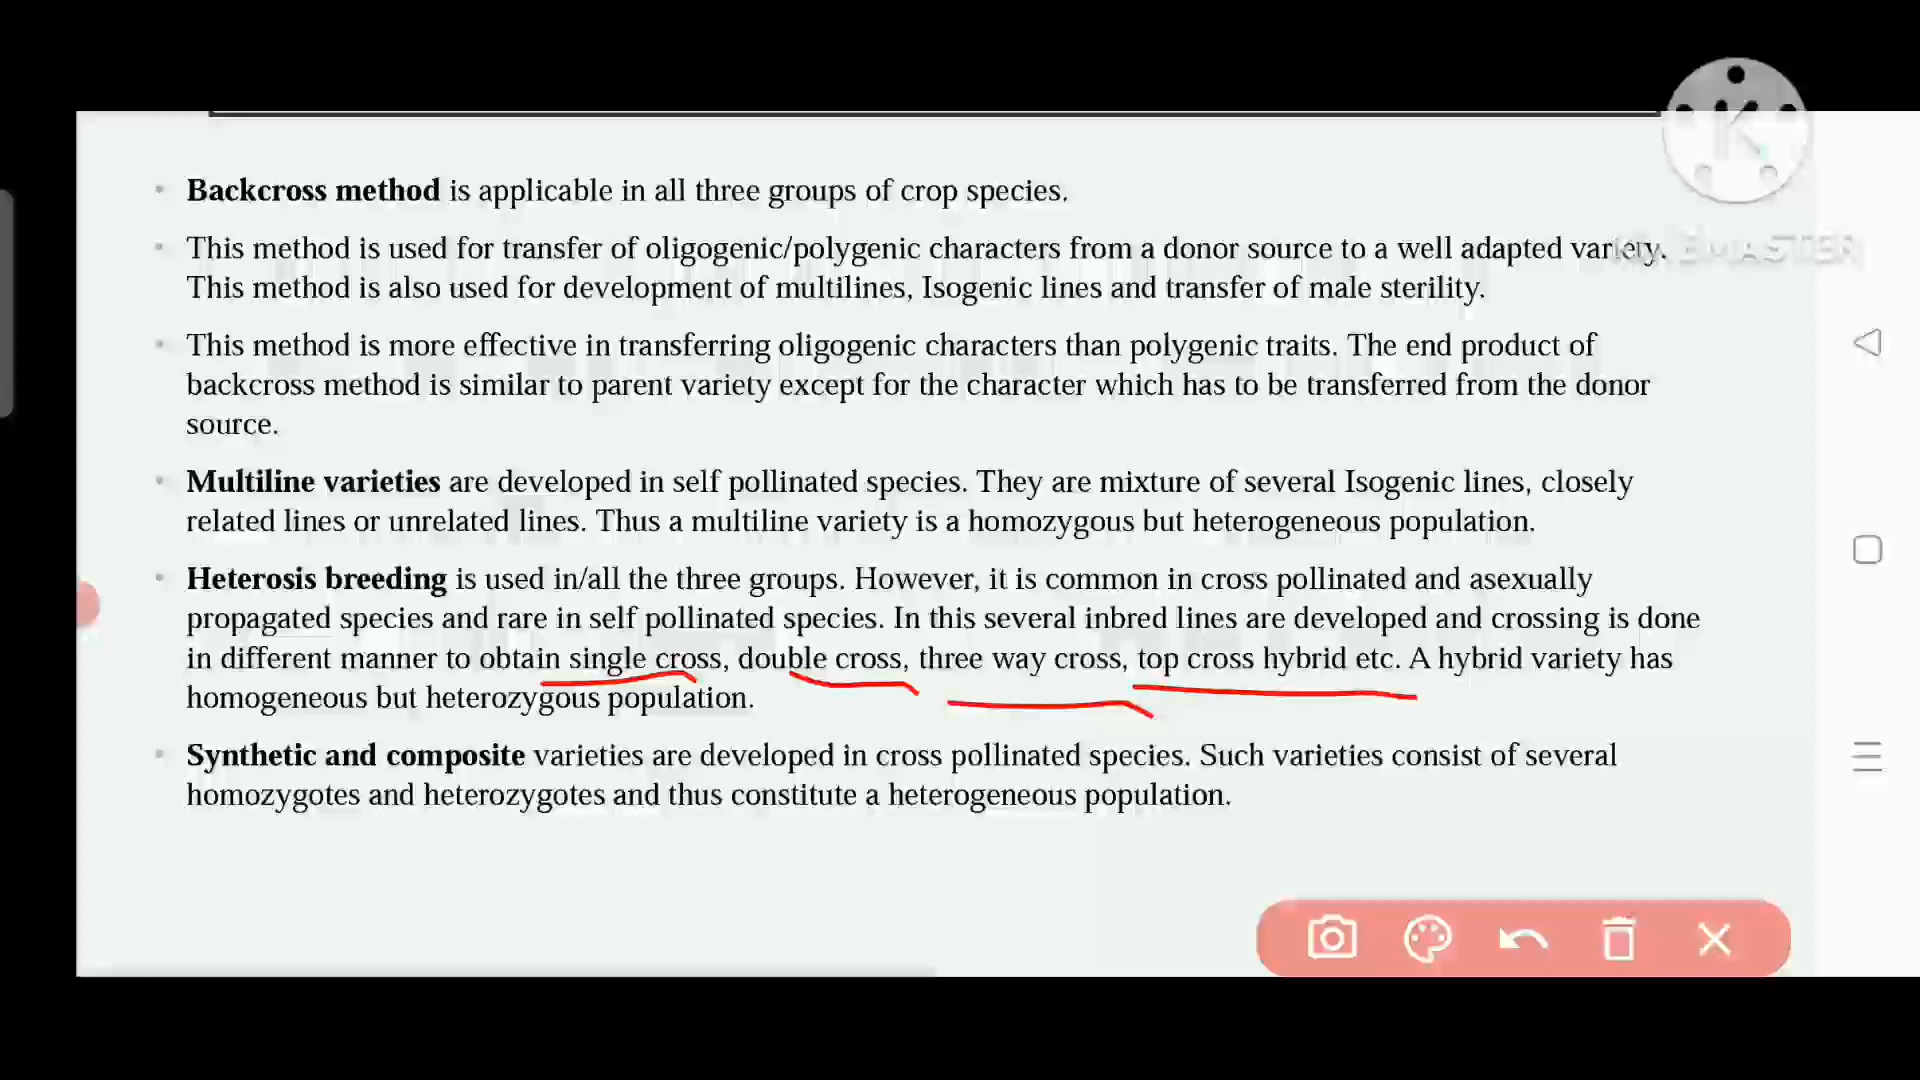 Backcross method is applicable in all three groups of crop species.
This method is used for transfer of oligogenic/polygenic characters from a donor source to a well adapted variety.
This method is also used for development of multilines, Isogenic lines and transfer of male sterility.
This method is more effective in transferring oligogenic characters than polygenic traits. The end product of
backcross method is similar to parent variety except for the character which has to be transferred from the donor
source.
Multiline varieties are developed in self pollinated species. They are mixture of several Isogenic lines, closely
related lines or unrelated lines. Thus a multiline variety is a homozygous but heterogeneous population.
Heterosis breeding is used in/all the three groups. However, it is common in cross pollinated and asexually
propagated species and rare in self pollinated species. In this several inbred lines are developed and crossing is done
in different manner to obtain single cross, double cross, three way cross, top cross hybrid etc. A hybrid variety has
homogeneous but heterozygous population.
Synthetic and composite varieties are developed in cross pollinated species. Such varieties consist of several
homozygotes and heterozygotes and thus constitute a heterogeneous population.